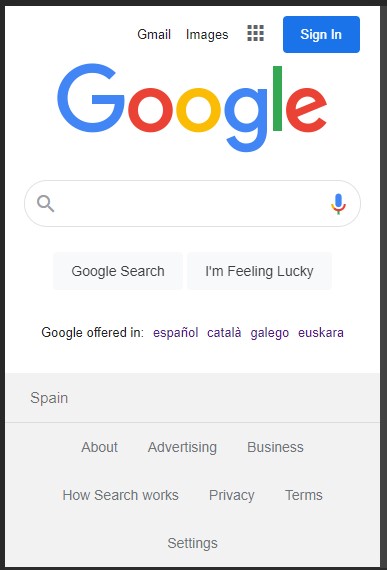 Gmail Images Sign In
Google
Google Search I'm Feeling Lucky
Google offered in: español català galego euskara
Spain
About Advertising Business
How Search works Privacy Terms
Settings